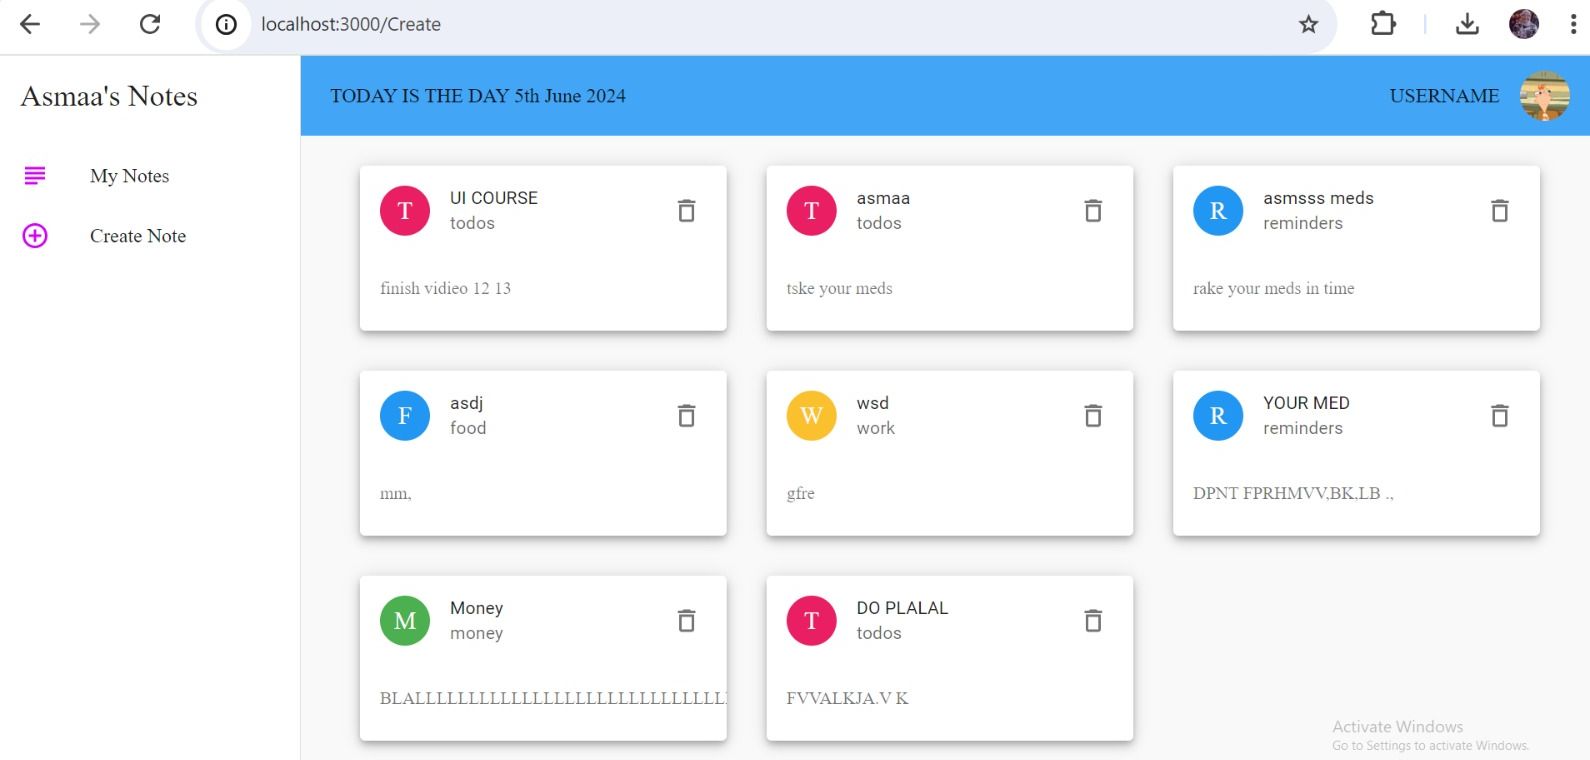 localhost:3000/Create
Asmaa's Notes
My Notes
Create Note
TODAY IS THE DAY 5th June 2024
USERNAME
T
UI COURSE
todos
finish vidieo 12 13
T
asmaa
todos
tske your meds
R
asmsss meds
reminders
rake your meds in time
F
asdj
food
mm,
W
wsd
work
gfre
R
YOUR MED
reminders
DPNT FPRHMVV,BK,LB .,
M
Money
money
T
DO PLALAL
todos
FVVALKJA.V K
Activate Windows
Go to Settings to activate Windows.